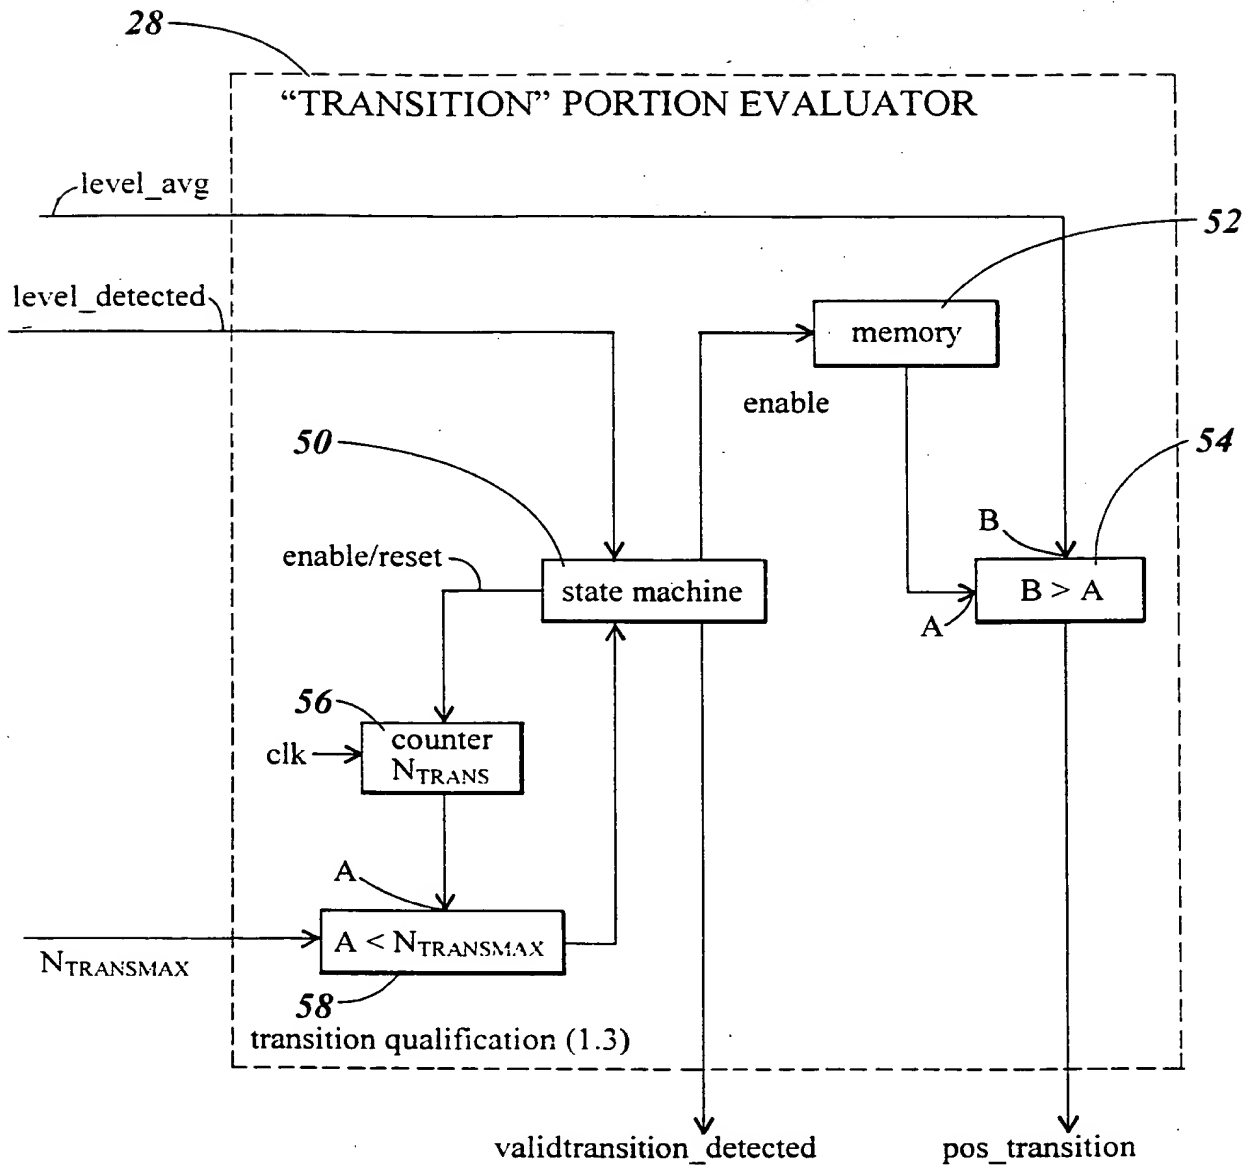 28
“TRANSITION” PORTION EVALUATOR
level_avg
52
level_detected
memory
enable
50
54
B
enable/reset
state machine
B > A
A
56
clk
counter
NTRANS
A
A < NTRANSMAX
NTRANSMAX
58
transition qualification (1.3)
validtransition_detected
pos_transition